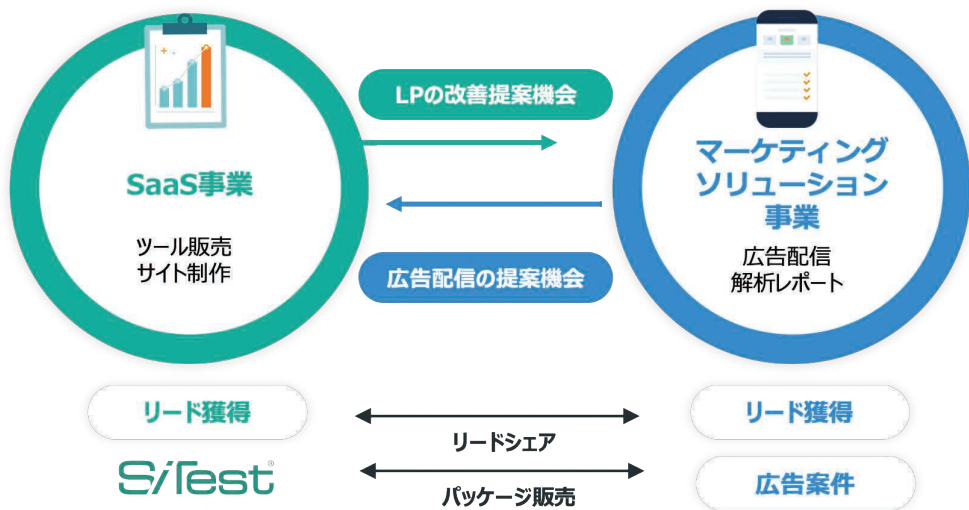 LPの改善提案機会
SaaS事業
ツール販売
サイト制作
マーケティング
ソリューション
事業
広告配信
解析レポート
広告配信の提案機会
リード獲得
リードシェア
リード獲得
SiTest®
パッケージ販売
広告案件